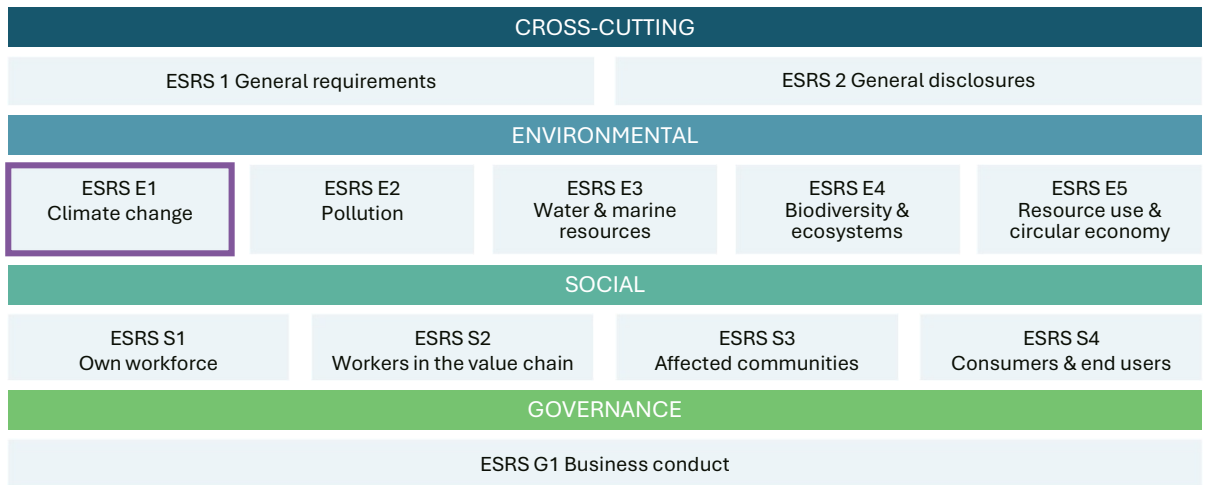 CROSS-CUTTING
ESRS 1 General requirements
ESRS 2 General disclosures
ENVIRONMENTAL
ESRS E1
Climate change
ESRS E2
Pollution
ESRS E3
Water & marine
resources
ESRS E4
Biodiversity &
ecosystems
ESRS E5
Resource use &
circular economy
SOCIAL
ESRS S1
Own workforce
ESRS S2
Workers in the value chain
ESRS S3
Affected communities
ESRS S4
Consumers & end users
GOVERNANCE
ESRS G1 Business conduct